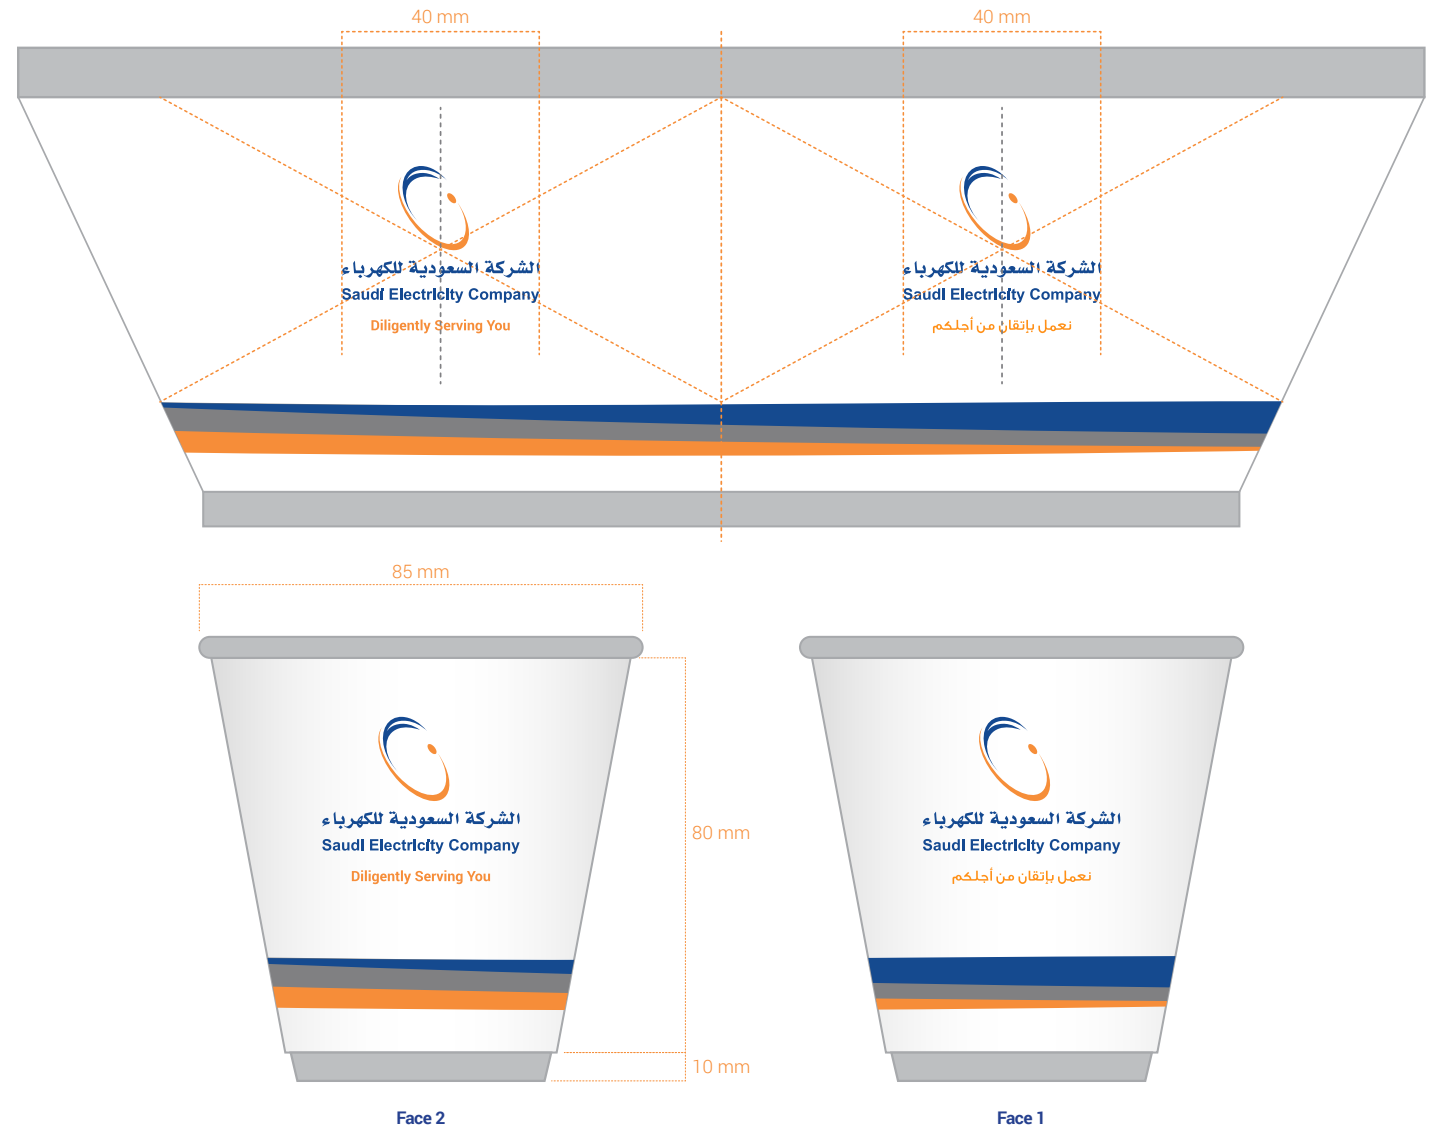 40 mm
40 mm
الشركة السعودية للكهرباء
Saudi Electricity Company
Diligently Serving You
الشركة السعودية للكهرباء
Saudi Electricity Company
نعمل بإتقان من أجلكم
85 mm
الشركة السعودية للكهرباء
Saudi Electricity Company
Diligently Serving You
80 mm
10 mm
Face 2
الشركة السعودية للكهرباء
Saudi Electricity Company
نعمل بإتقان من أجلكم
Face 1